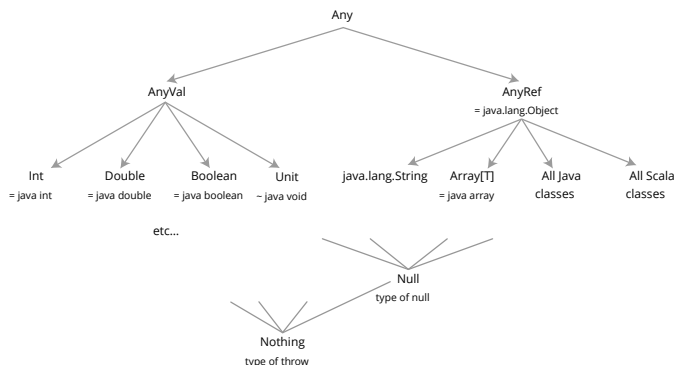 Any
AnyVal
AnyRef
= java.lang.Object
Int
Double
Boolean
Unit
java.lang.String
Array[T]
All Java
All Scala
= java int
= java double
= java boolean
~ java void
= java array
classes
classes
etc...
Null
type of null
Nothing
type of throw